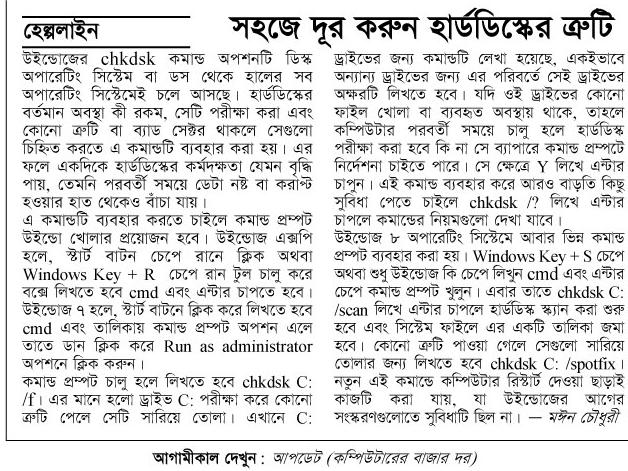 হেল্পলাইন
সহজে দূর করুন হার্ডডিস্কের ত্রুটি
উইন্ডোজের chkdsk কমান্ড অপশনটি ডিস্ক
অপারেটিং সিস্টেম বা ডস থেকে হালের সব
অপারেটিং সিস্টেমেই চলে আসছে। হার্ডডিস্কের
বর্তমান অবস্থা কী রকম, সেটি পরীক্ষা করা এবং
কোনো ত্রুটি বা ব্যাড সেক্টর থাকলে সেগুলো
চিহ্নিত করতে এ কমান্ডটি ব্যবহার করা হয়। এর
ফলে একদিকে হার্ডডিস্কের কর্মদক্ষতা যেমন বৃদ্ধি
পায়, তেমনি পরবর্তী সময়ে ডেটা নষ্ট বা করাপ্ট
হওয়ার হাত থেকেও বাঁচা যায়।
এ কমান্ডটি ব্যবহার করতে চাইলে কমান্ড প্রম্পট
উইন্ডো খোলার প্রয়োজন হবে। উইন্ডোজ এক্সপি
হলে, স্টার্ট বাটন চেপে রানে ক্লিক অথবা
Windows Key + R চেপে রান টুল চালু করে
বক্সে লিখতে হবে cmd এবং এন্টার চাপতে হবে।
উইন্ডোজ ৭ হলে, স্টার্ট বাটনে ক্লিক করে লিখতে হবে
cmd এবং তালিকায় কমান্ড প্রম্পট অপশন এলে
তাতে ডান ক্লিক করে Run as administrator
অপশনে ক্লিক করুন।
কমান্ড প্রম্পট চালু হলে লিখতে হবে chkdsk C:
/f। এর মানে হলো ড্রাইভ C: পরীক্ষা করে কোনো
ত্রুটি পেলে সেটি সারিয়ে তোলা। এখানে C:
ড্রাইভের জন্য কমান্ডটি লেখা হয়েছে, একইভাবে
অন্যান্য ড্রাইভের জন্য এর পরিবর্তে সেই ড্রাইভের
অক্ষরটি লিখতে হবে। যদি ওই ড্রাইভের কোনো
ফাইল খোলা বা ব্যবহৃত অবস্থায় থাকে, তাহলে
কম্পিউটার পরবর্তী সময়ে চালু হলে হার্ডডিস্ক
পরীক্ষা করা হবে কি না সে ব্যাপারে কমান্ড প্রম্পটে
নির্দেশনা চাইতে পারে। সে ক্ষেত্রে Y লিখে এন্টার
চাপুন। এই কমান্ড ব্যবহার করে আরও বাড়তি কিছু
সুবিধা পেতে চাইলে chkdsk /? লিখে এন্টার
চাপলে কমান্ডের নিয়মগুলো দেখা যাবে।
উইন্ডোজ ৮ অপারেটিং সিস্টেমে আবার ভিন্ন কমান্ড
প্রম্পট ব্যবহার করা হয়। Windows Key + S চেপে
অথবা শুধু উইন্ডোজ কি চেপে লিখুন cmd এবং এন্টার
চেপে কমান্ড প্রম্পট খুলুন। এবার তাতে chkdsk C:
/scan লিখে এন্টার চাপলে হার্ডডিস্ক স্ক্যান করা শুরু
হবে এবং সিস্টেম ফাইলে এর একটি তালিকা জমা
হবে। কোনো ত্রুটি পাওয়া গেলে সেগুলো সারিয়ে
তোলার জন্য লিখতে হবে chkdsk C: /spotfix।
নতুন এই কমান্ডে কম্পিউটার রিস্টার্ট দেওয়া ছাড়াই
কাজটি করা যায়, যা উইন্ডোজের আগের
সংস্করণগুলোতে সুবিধাটি ছিল না। — মঈন চৌধুরী
আগামীকাল দেখুন : আপডেট (কম্পিউটারের বাজার দর)